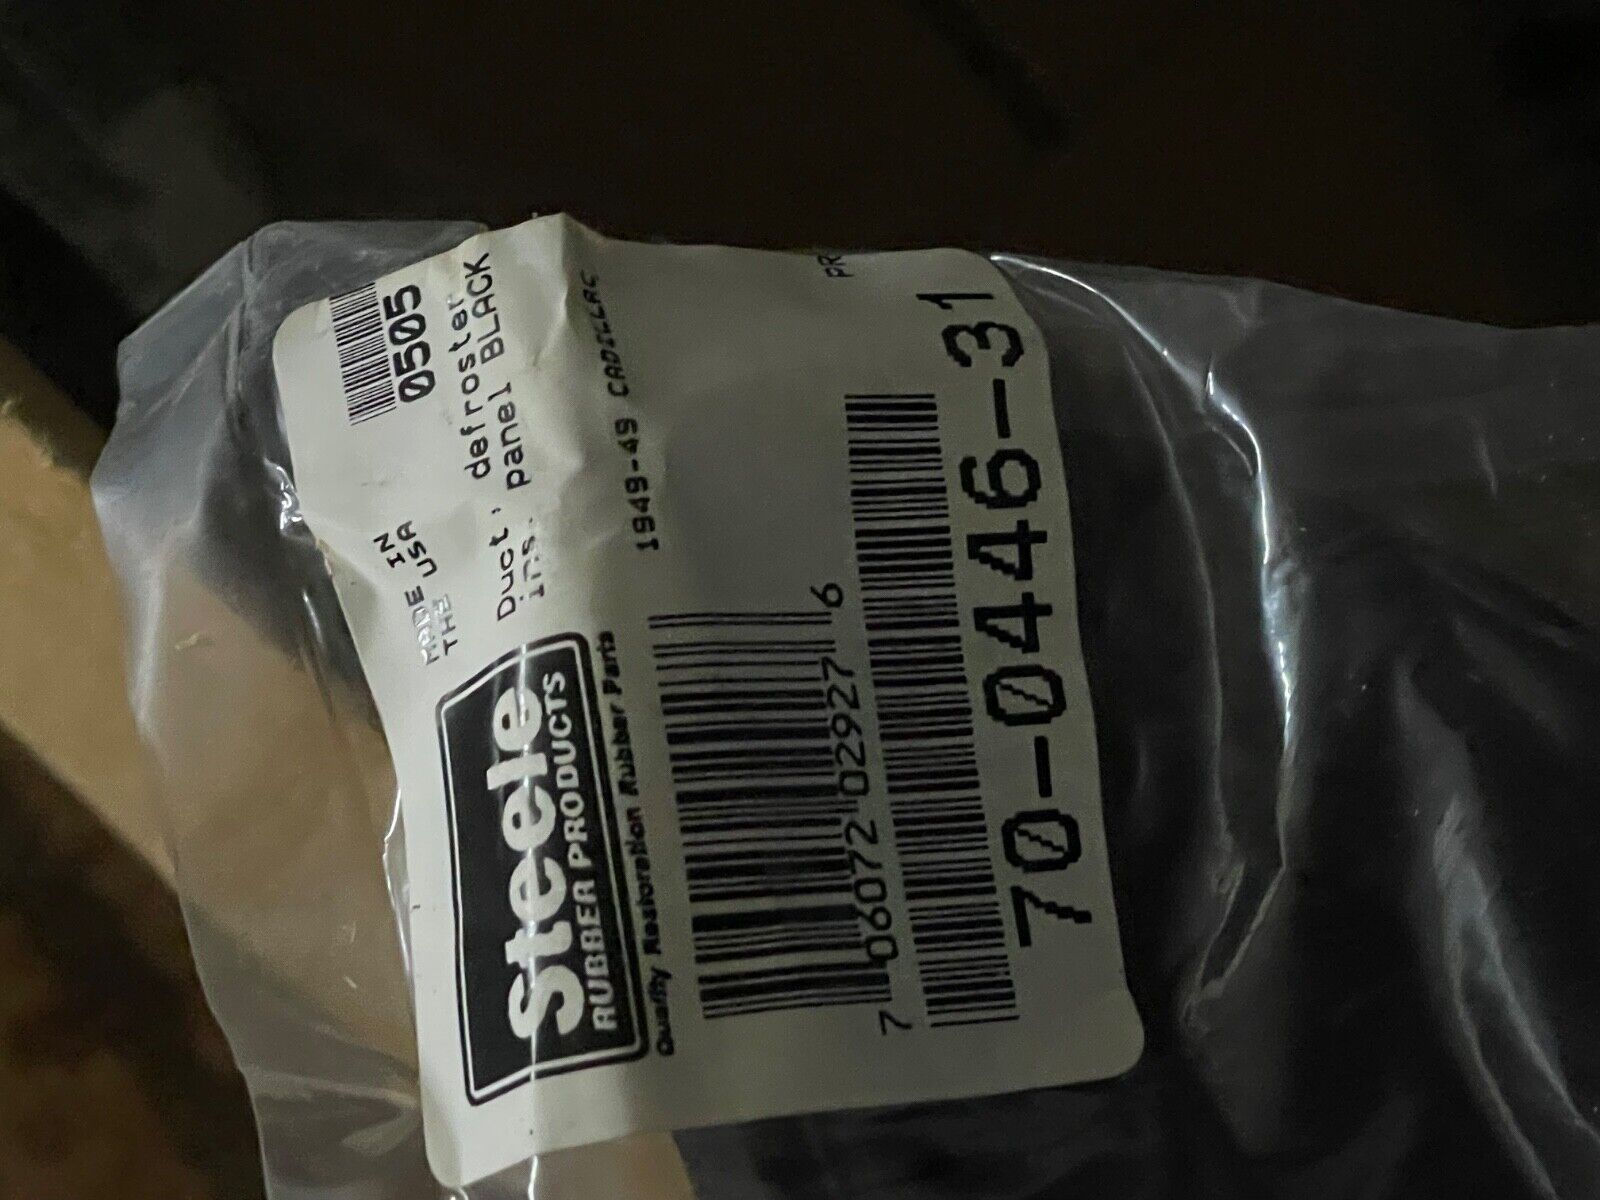 0505
MADE IN
THE USA
Duct, defroster
ins. panel BLACK
Steele
RUBBER PRODUCTS
Quality Restoration Rubber Parts
1949-49 CADILLAC
7 06072 02927 6
PR
70-0446-31